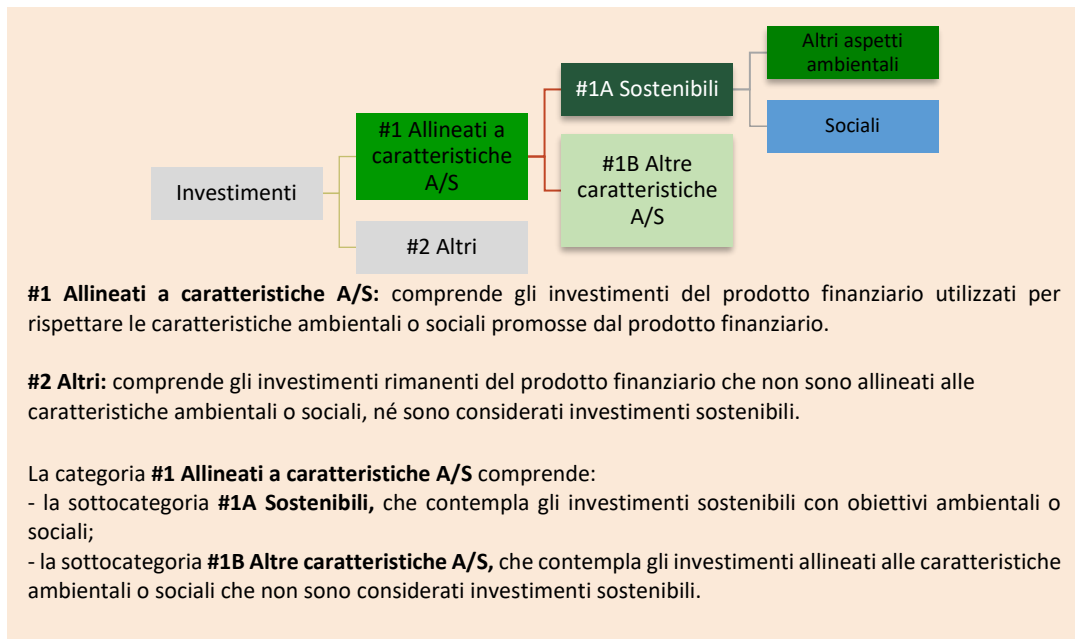 Altri aspetti
ambientali
#1A Sostenibili
Sociali
#1 Allineati a
caratteristiche
A/S
#1B Altre
caratteristiche
A/S
Investimenti
#2 Altri
#1 Allineati a caratteristiche A/S: comprende gli investimenti del prodotto finanziario utilizzati per
rispettare le caratteristiche ambientali o sociali promosse dal prodotto finanziario.
#2 Altri: comprende gli investimenti rimanenti del prodotto finanziario che non sono allineati alle
caratteristiche ambientali o sociali, né sono considerati investimenti sostenibili.
La categoria #1 Allineati a caratteristiche A/S comprende:
- la sottocategoria #1A Sostenibili, che contempla gli investimenti sostenibili con obiettivi ambientali o
sociali;
- la sottocategoria #1B Altre caratteristiche A/S, che contempla gli investimenti allineati alle caratteristiche
ambientali o sociali che non sono considerati investimenti sostenibili.